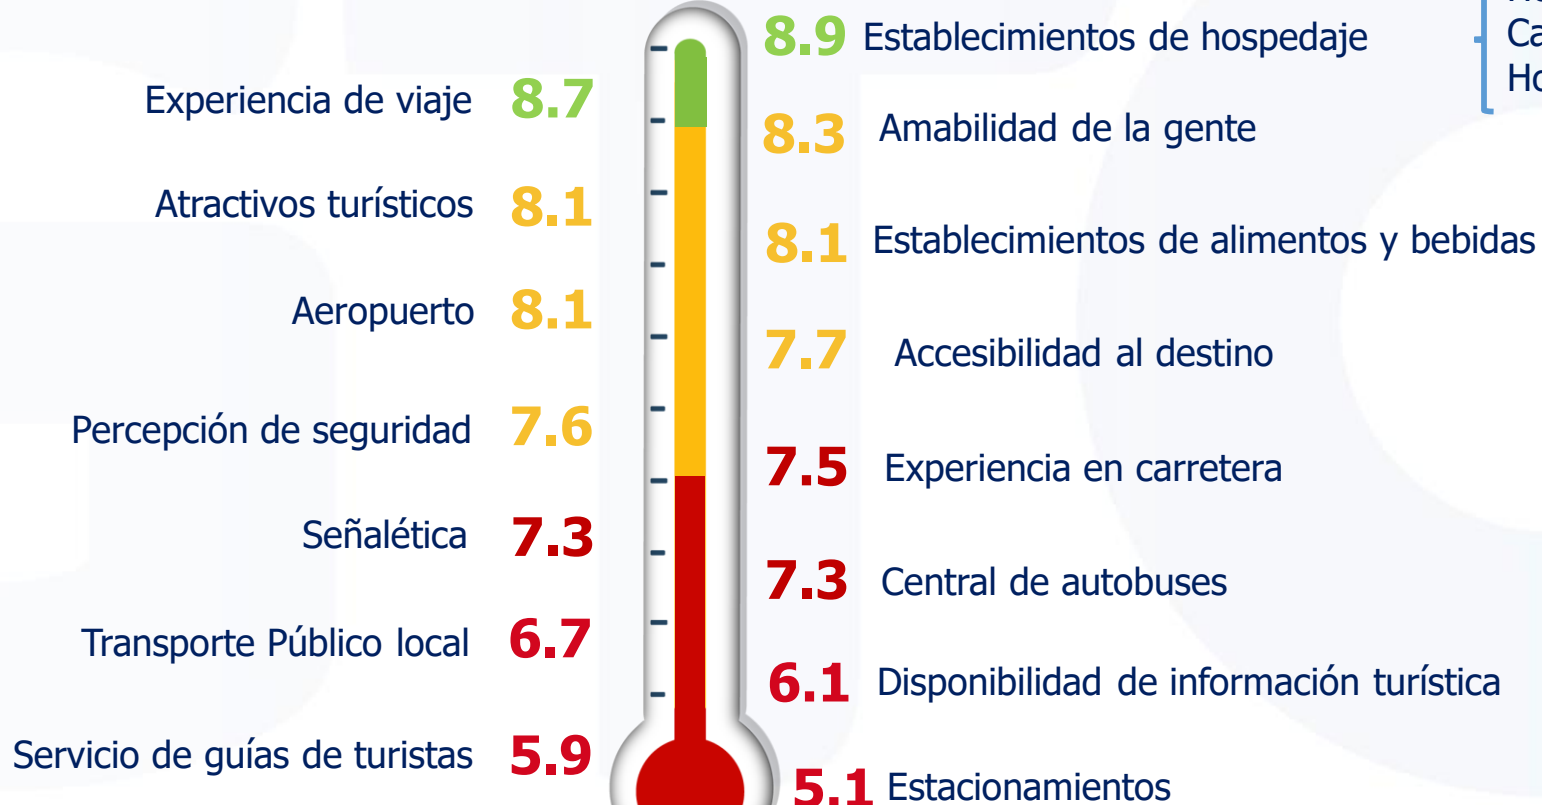 8.9 Establecimientos de hospedaje
Experiencia de viaje 8.7
8.3 Amabilidad de la gente
Atractivos turísticos 8.1
8.1 Establecimientos de alimentos y bebidas
Aeropuerto 8.1
7.7 Accesibilidad al destino
Percepción de seguridad 7.6
7.5 Experiencia en carretera
Señalética 7.3
7.3 Central de autobuses
Transporte Público local 6.7
6.1 Disponibilidad de información turística
Servicio de guías de turistas 5.9
5.1 Estacionamientos